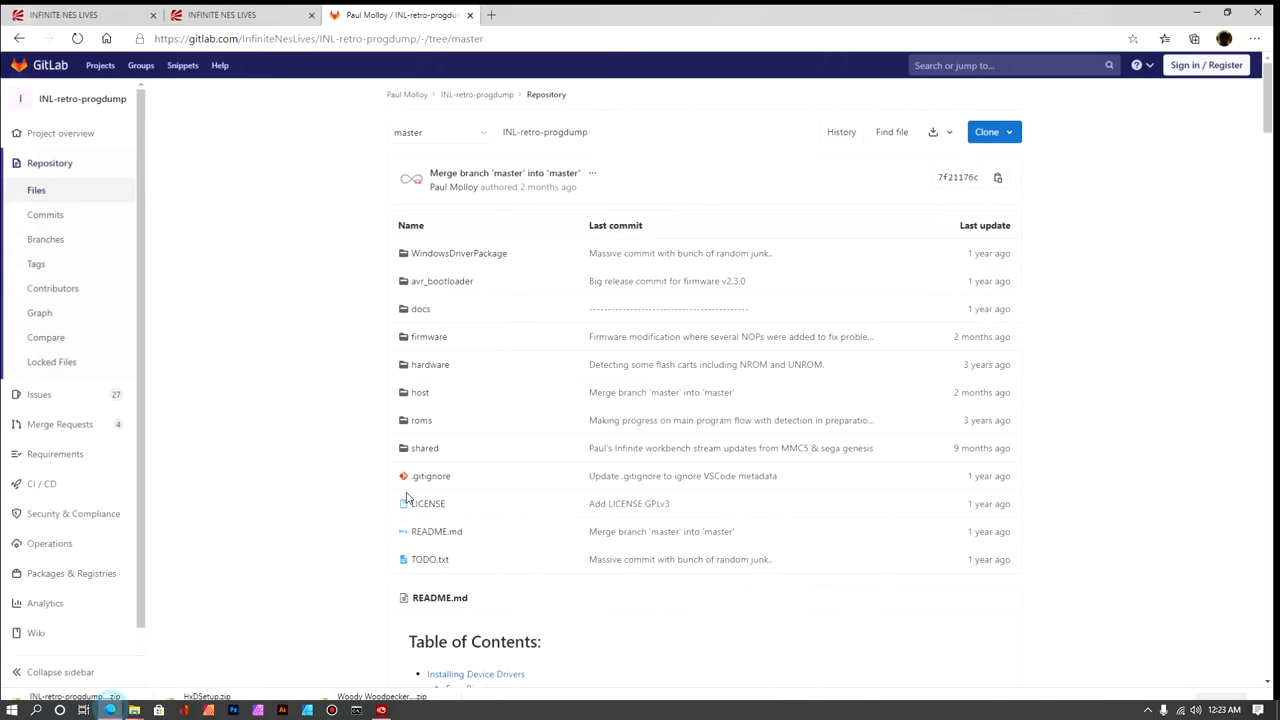 INFINITE NES LIVES
INFINITE NES LIVES
Paul Molloy / INL-retro-progdum
https://gitlab.com/InfiniteNesLives/INL-retro-progdump/-/tree/master
GitLab
Projects
Groups
Snippets
Help
Search or jump to...
Sign in / Register
I
INL-retro-progdump
Project overview
Repository
Files
Commits
Branches
Tags
Contributors
Graph
Compare
Locked Files
Issues 27
Merge Requests 4
Requirements
CI / CD
Security & Compliance
Operations
Packages & Registries
Analytics
Wiki
Collapse sidebar
Paul Molloy > INL-retro-progdump > Repository
master
INL-retro-progdump
History
Find file
Clone
Merge branch 'master' into 'master' ...
Paul Molloy authored 2 months ago
7f21176c
Name Last commit Last update
WindowsDriverPackage Massive commit with bunch of random junk.. 1 year ago
avr_bootloader Big release commit for firmware v2.3.0 1 year ago
docs ------------------------------------------ 1 year ago
firmware Firmware modification where several NOPs were added to fix proble... 2 months ago
hardware Detecting some flash carts including NROM and UNROM. 3 years ago
host Merge branch 'master' into 'master' 2 months ago
roms Making progress on main program flow with detection in preparatio... 3 years ago
shared Paul's Infinite workbench stream updates from MMC5 & sega genesis 9 months ago
.gitignore Update .gitignore to ignore VSCode metadata 1 year ago
LICENSE Add LICENSE GPLv3 1 year ago
README.md Merge branch 'master' into 'master' 1 year ago
TODO.txt Massive commit with bunch of random junk.. 1 year ago
README.md
Table of Contents:
Installing Device Drivers
INL-retro-progdump....zip
HxDSetup.zip
Woody Woodpecker....zip
12:23 AM